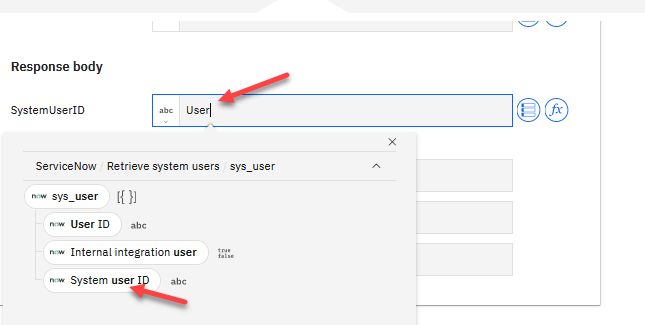 Response body
SystemUserID
abc User fx
×
ServiceNow / Retrieve system users / sys_user
now sys_user [{ }]
now User ID abc
now Internal integration user true false
now System user ID abc